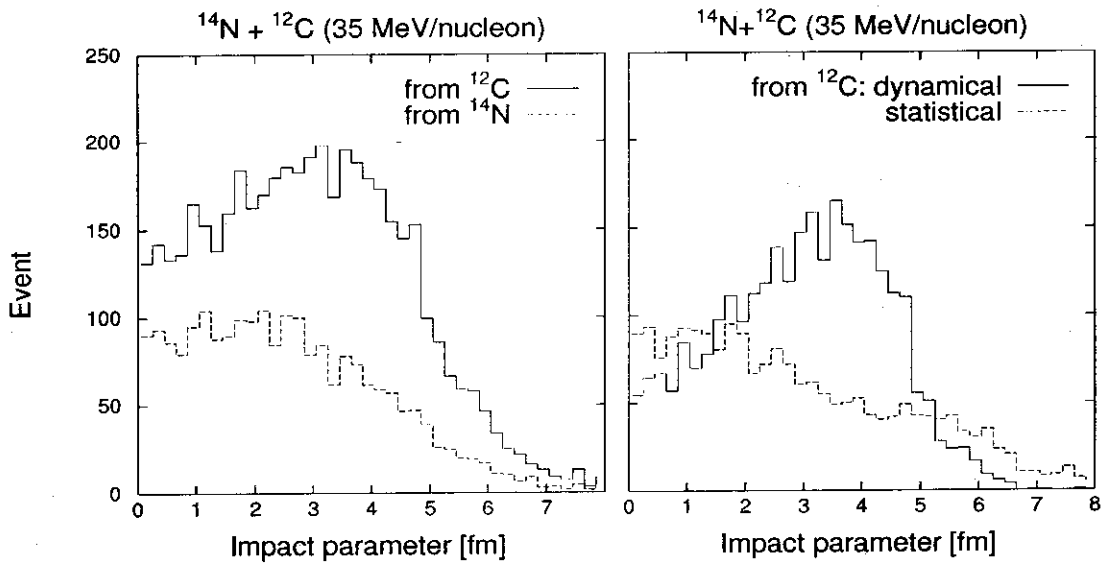 ¹⁴N + ¹²C (35 MeV/nucleon)
250
200
150
100
50
0
Event
from ¹²C
from ¹⁴N
0 1 2 3 4 5 6 7
Impact parameter [fm]
¹⁴N+¹²C (35 MeV/nucleon)
from ¹²C: dynamical
statistical
0 1 2 3 4 5 6 7 8
Impact parameter [fm]